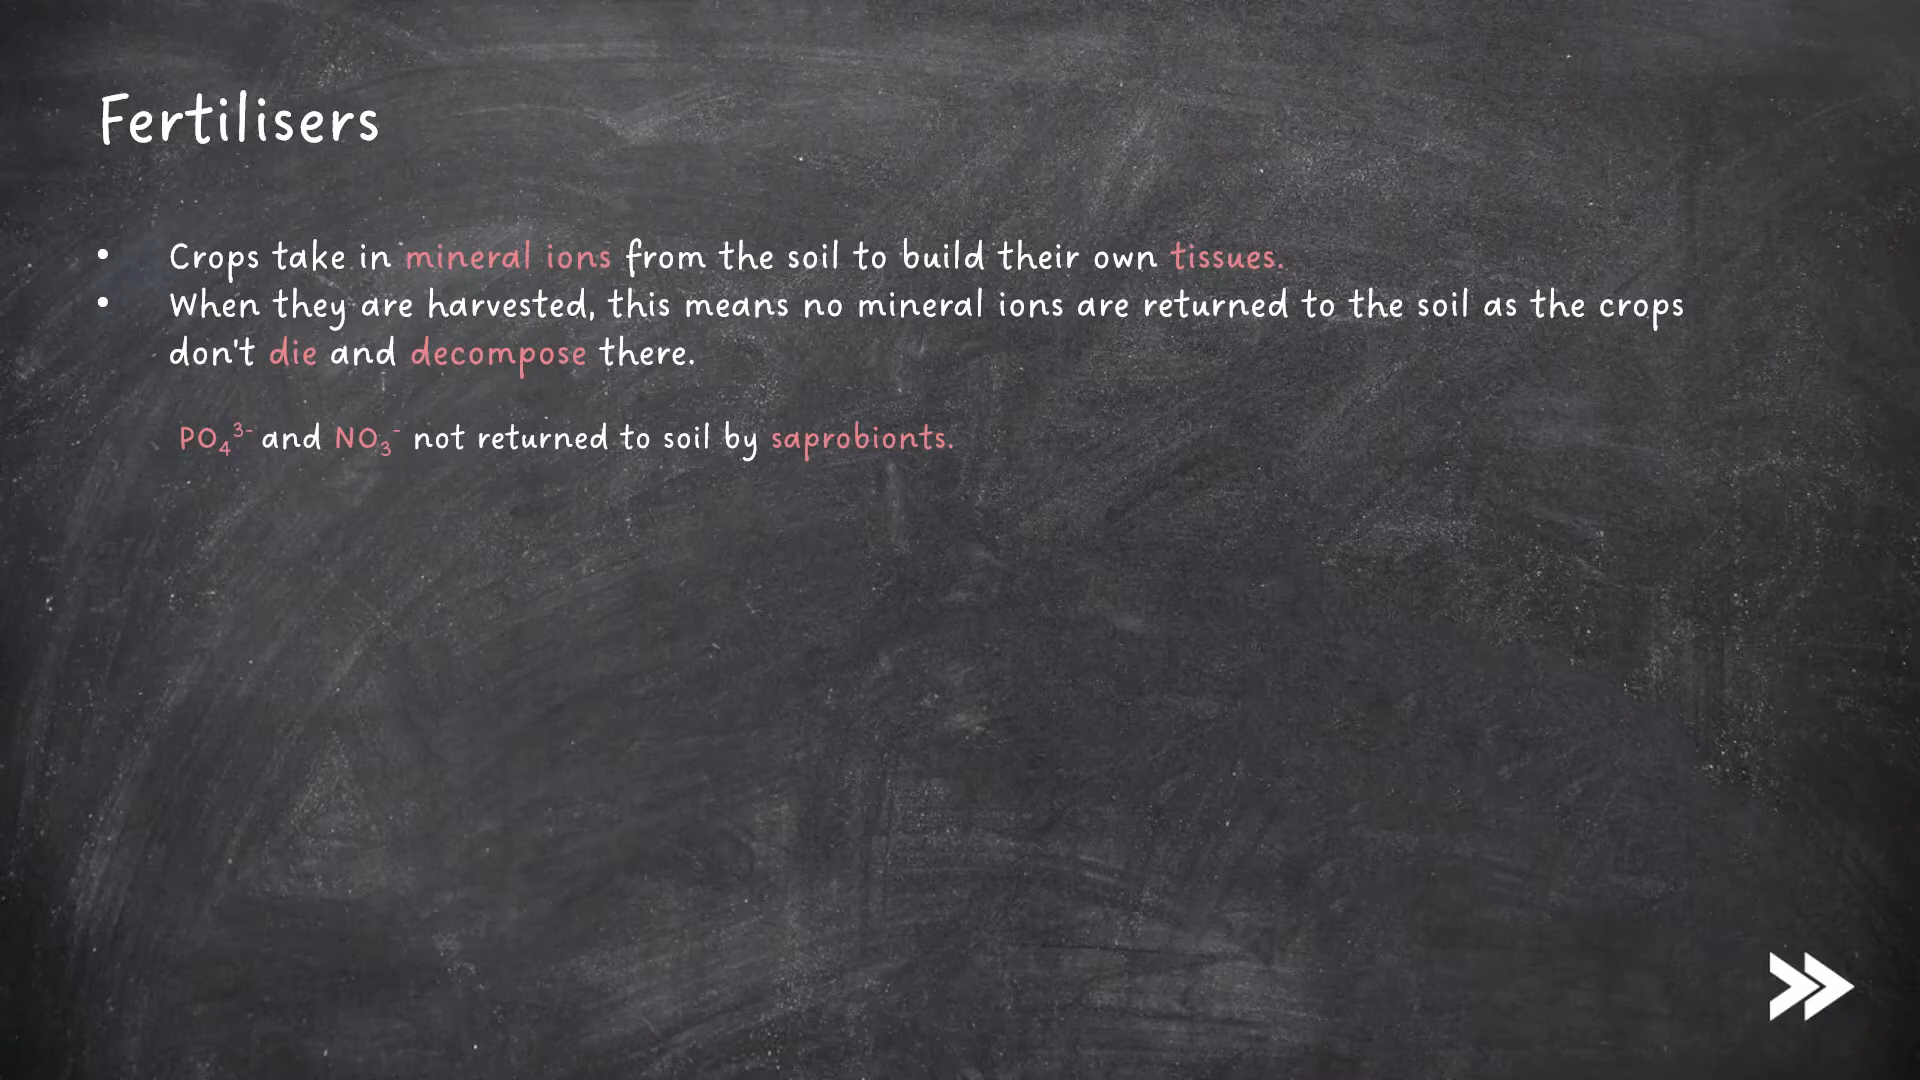 Fertilisers
• Crops take in mineral ions from the soil to build their own tissues.
• When they are harvested, this means no mineral ions are returned to the soil as the crops
don't die and decompose there.
PO₄³⁻ and NO₃⁻ not returned to soil by saprobionts.